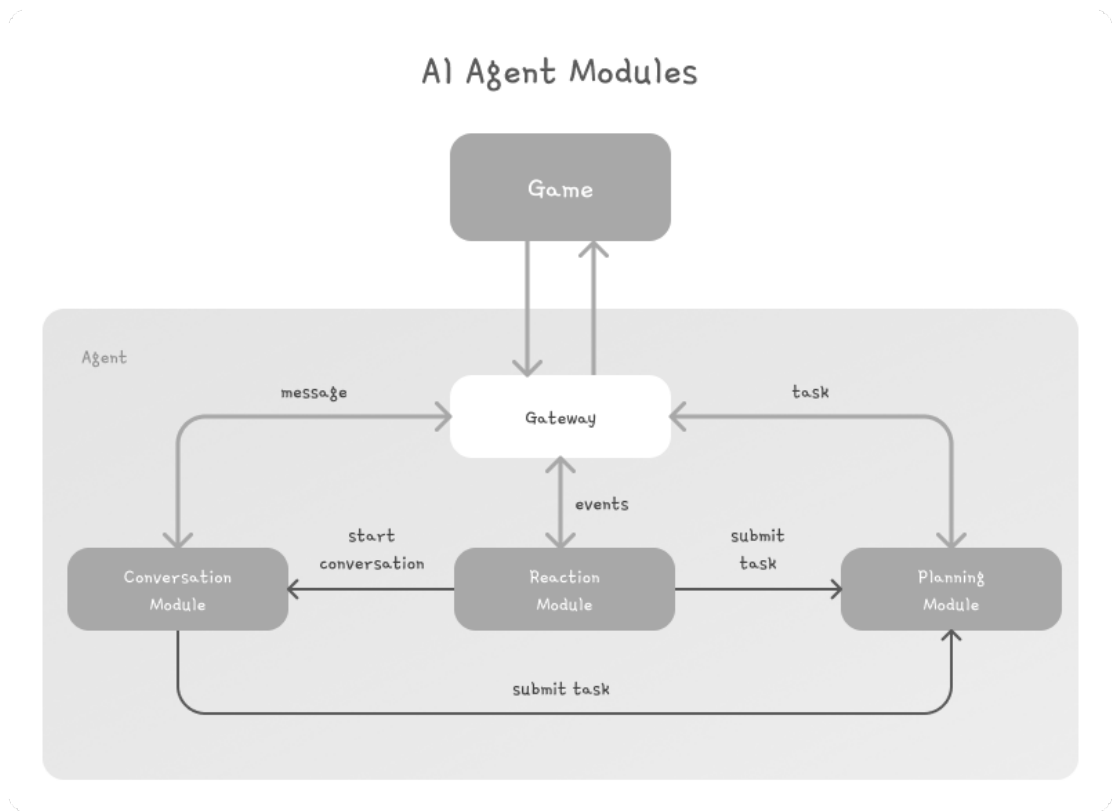 AI Agent Modules
Game
Agent
message
Gateway
task
events
start
conversation
submit
task
Conversation
Module
Reaction
Module
Planning
Module
submit task